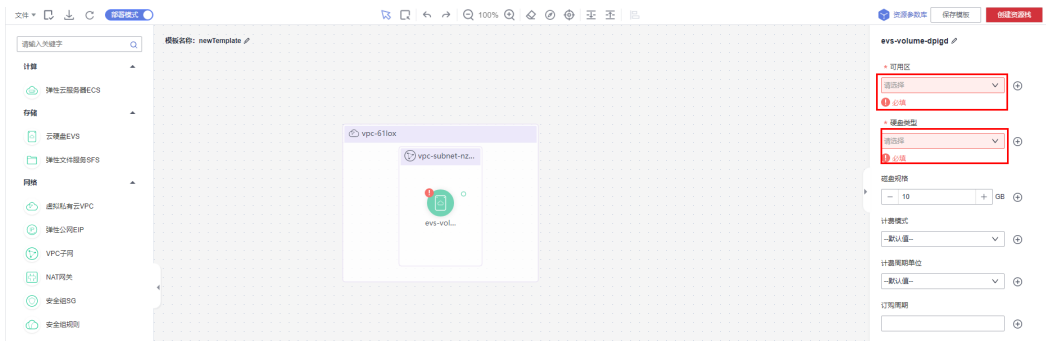 文件
部署模式
100%
资源参数库
保存模板
创建资源栈
请输入关键字
计算
弹性云服务器ECS
存储
云硬盘EVS
弹性文件服务SFS
网络
虚拟私有云VPC
弹性公网EIP
VPC子网
NAT网关
安全组SG
安全组规则
模板名称：newTemplate
vpc-61lox
vpc-subnet-nz...
evs-vol...
evs-volume-dpigd
* 可用区
请选择
必填
* 硬盘类型
请选择
必填
磁盘规格
10
GB
计费模式
--默认值--
计费周期单位
--默认值--
订购周期